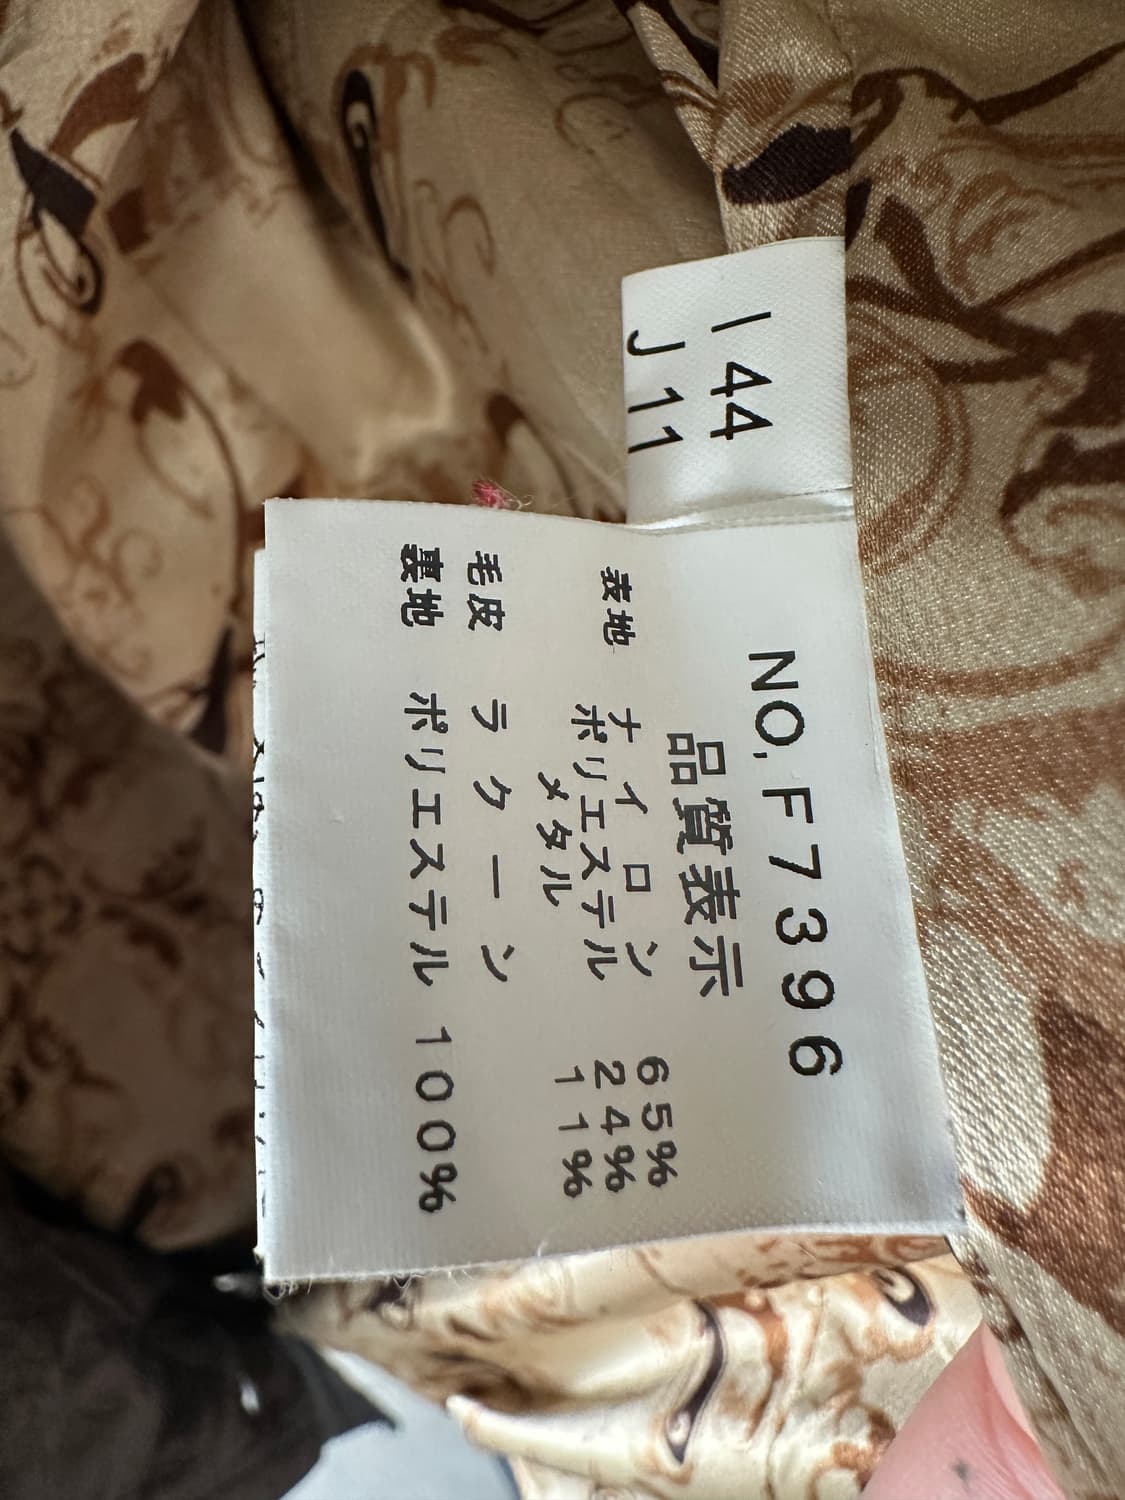 I 44
J 11
NO, F7396
品質表示
表地 ナイロン 65%
ポリエステル 24%
メタル 11%
毛皮 ラクーン
裏地 ポリエステル 100%